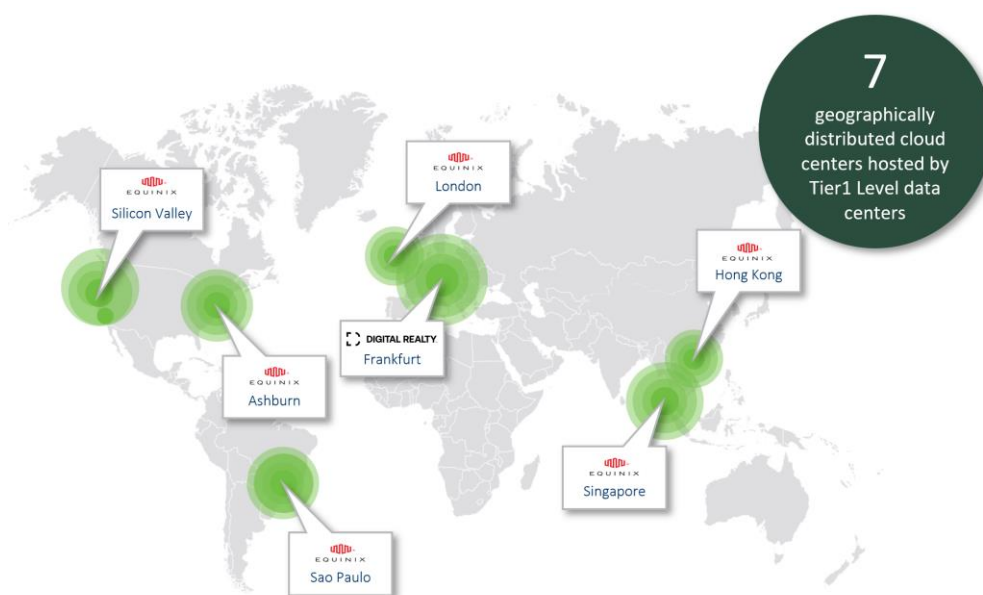 7
geographically
distributed cloud
centers hosted by
Tier1 Level data
centers
EQUINIX
Silicon Valley
EQUINIX
London
EQUINIX
Hong Kong
DIGITAL REALTY
Frankfurt
EQUINIX
Ashburn
EQUINIX
Singapore
EQUINIX
Sao Paulo